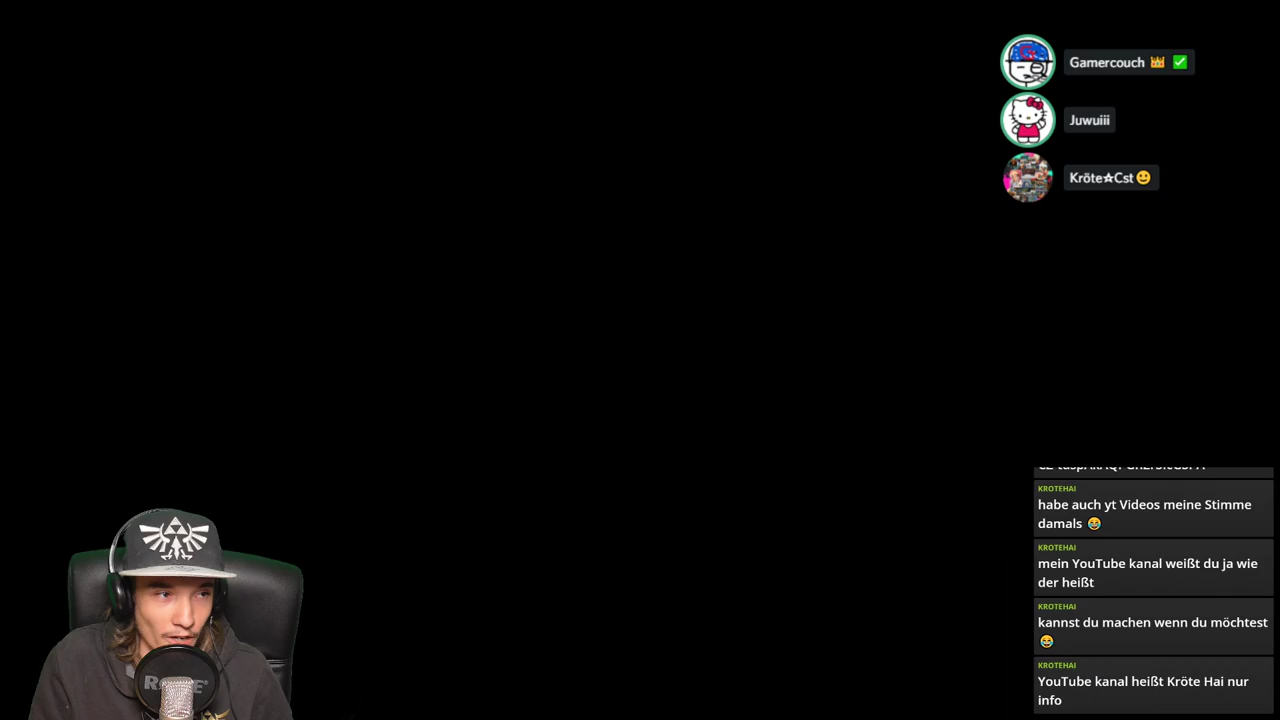 Gamercouch 👑 ✅
Juwuiii
Kröte☆Cst😀
KROTEHAI
habe auch yt Videos meine Stimme
damals 😂
KROTEHAI
mein YouTube kanal weißt du ja wie
der heißt
KROTEHAI
kannst du machen wenn du möchtest
😂
KROTEHAI
YouTube kanal heißt Kröte Hai nur
info